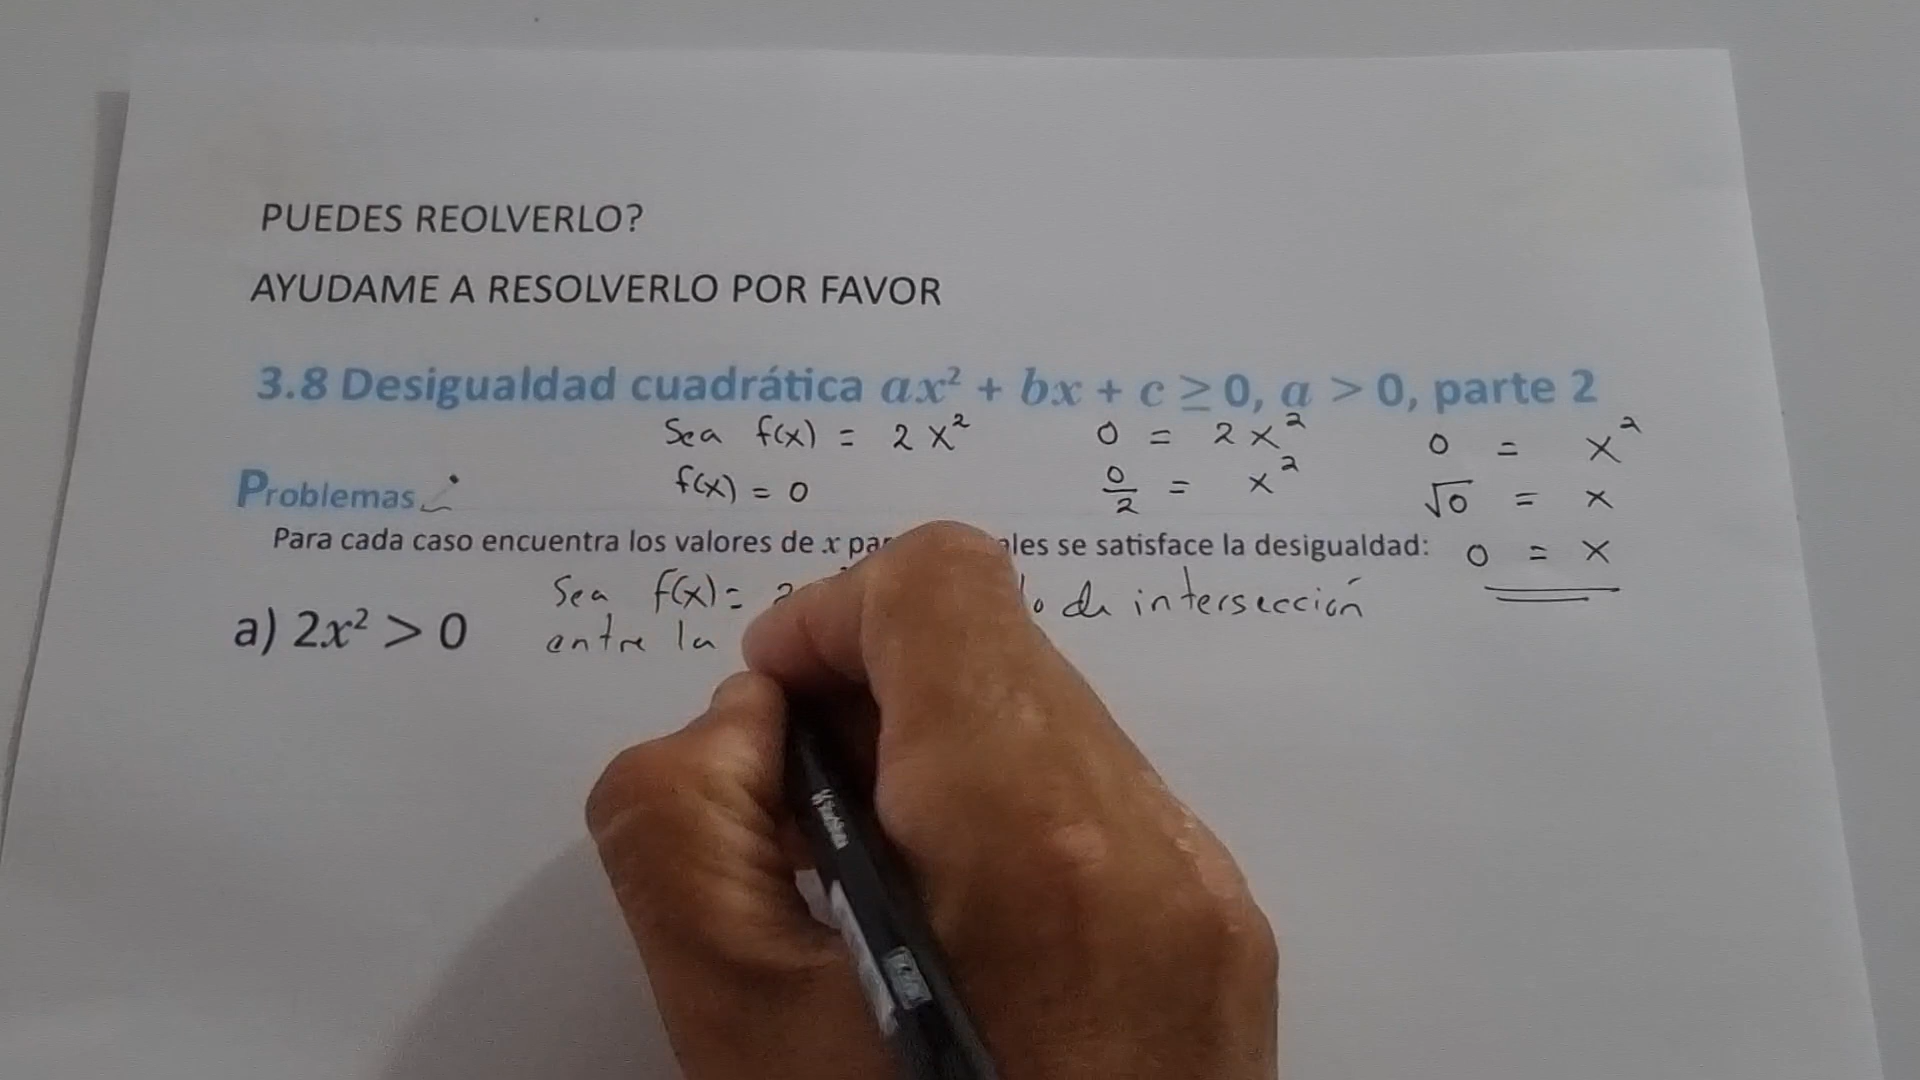 PUEDES REOLVERLO?
AYUDAME A RESOLVERLO POR FAVOR
3.8 Desigualdad cuadrática ax² + bx + c ≥ 0, a > 0, parte 2
Sea f(x) = 2x² 0 = 2x² 0 = x²
Problemas f(x) = 0 0/2 = x² √0 = x
Para cada caso encuentra los valores de x se satisface la desigualdad: 0 = x
Sea f(x) = de intersección
a) 2x² > 0 entre la